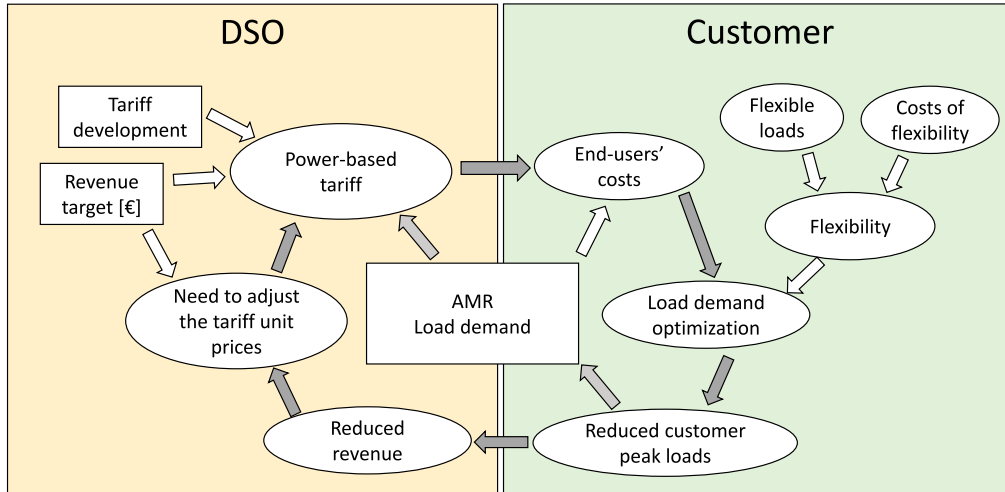 DSO
Customer
Tariff
development
Revenue
target [€]
Power-based
tariff
Need to adjust
the tariff unit
prices
Reduced
revenue
AMR
Load demand
End-users’
costs
Flexible
loads
Costs of
flexibility
Flexibility
Load demand
optimization
Reduced customer
peak loads